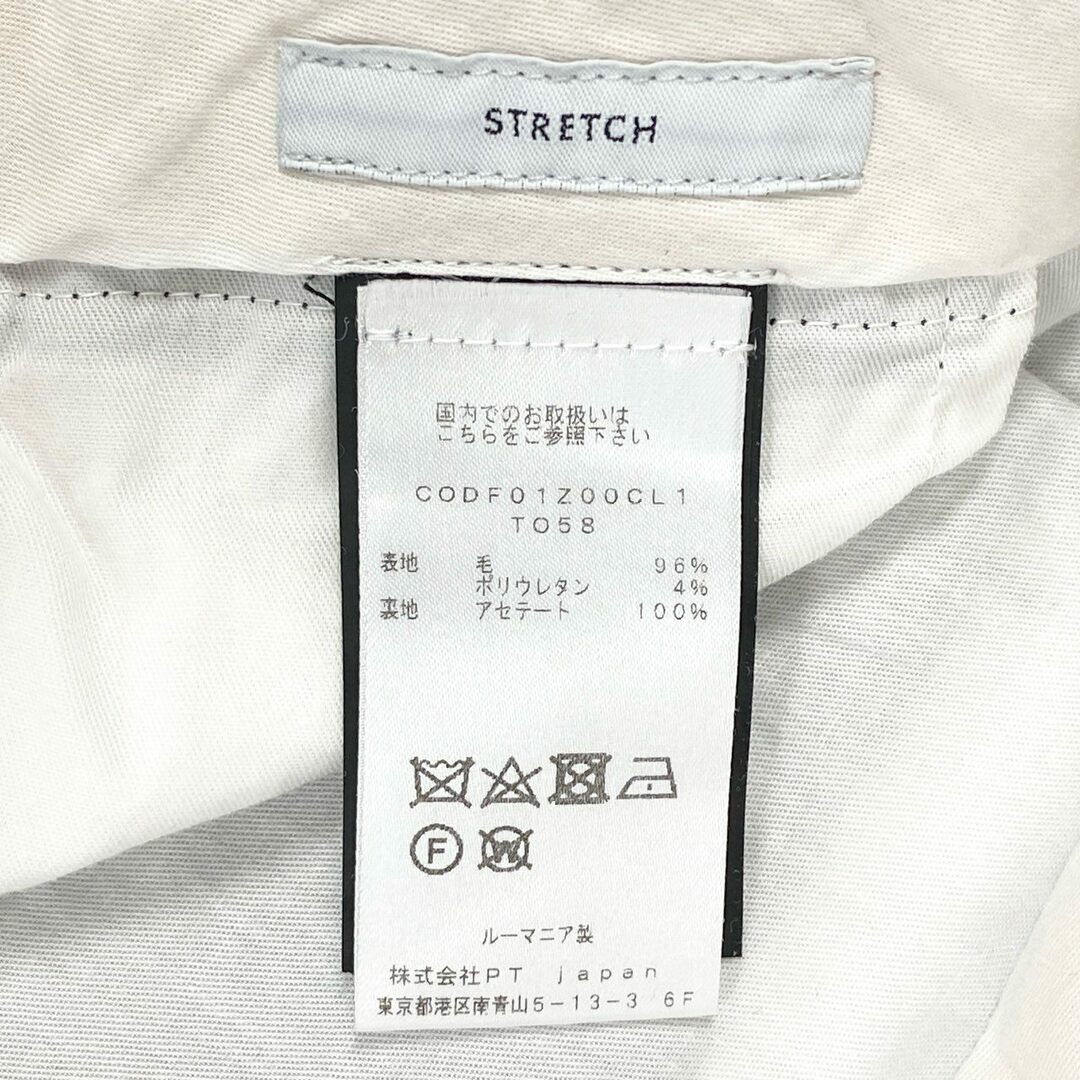 STRETCH
国内でのお取扱いは
こちらをご参照下さい
CODF01Z00CL1
TO58
表地 毛 96%
ポリウレタン 4%
裏地 アセテート 100%
F W
ルーマニア製
株式会社PT japan
東京都港区南青山5-13-3 6F